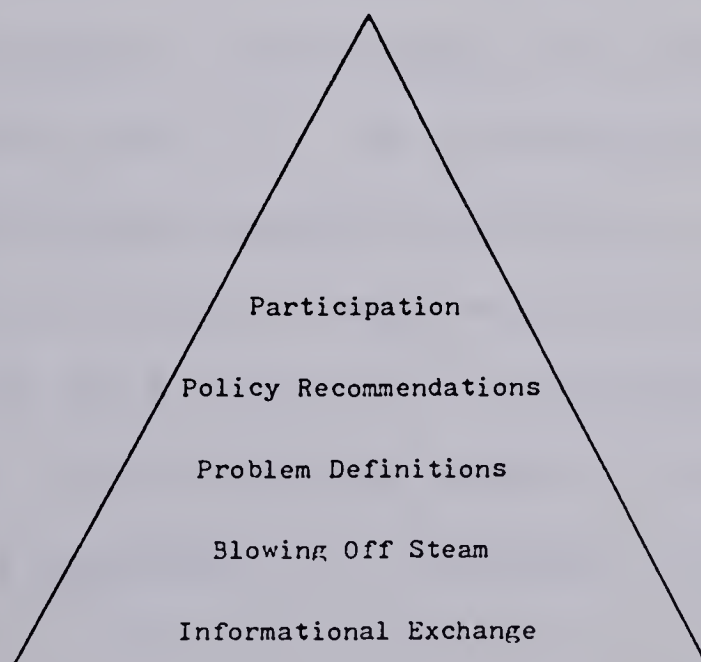 Participation
Policy Recommendations
Problem Definitions
Blowing Off Steam
Informational Exchange